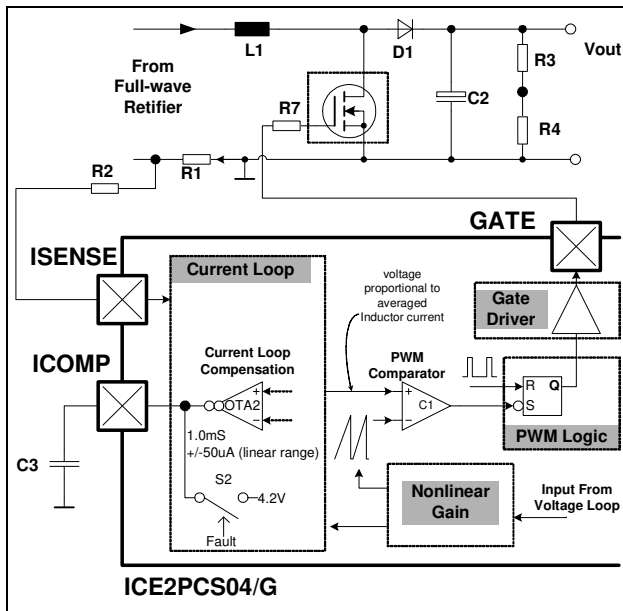 L1
D1
From
Full-wave
Retifier
R7
C2
R3
Vout
R4
R2
R1
GATE
ISENSE
Current Loop
voltage
proportional to
averaged
Inductor current
Gate
Driver
ICOMP
Current Loop
Compensation
PWM
Comparator
+
OTA2
−
+
C1
−
R
Q
S
PWM Logic
C3
1.0mS
+/-50uA (linear range)
S2
4.2V
Fault
Nonlinear
Gain
Input From
Voltage Loop
ICE2PCS04/G